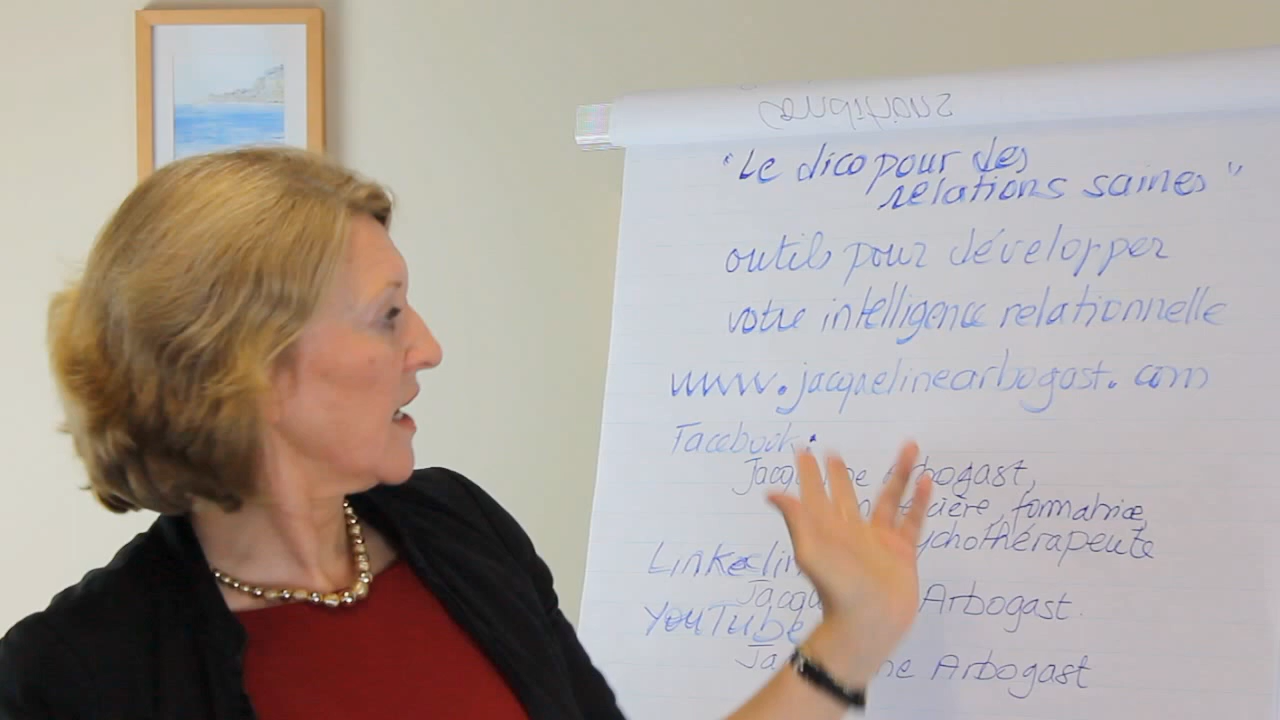 "Le dico pour des
relations saines"
outils pour développer
votre intelligence relationnelle
www.jacquelinearbogast.com
Facebook:
Arbogast,
formatrice,
Linkedin
Arbogast.
YouTube
Arbogast